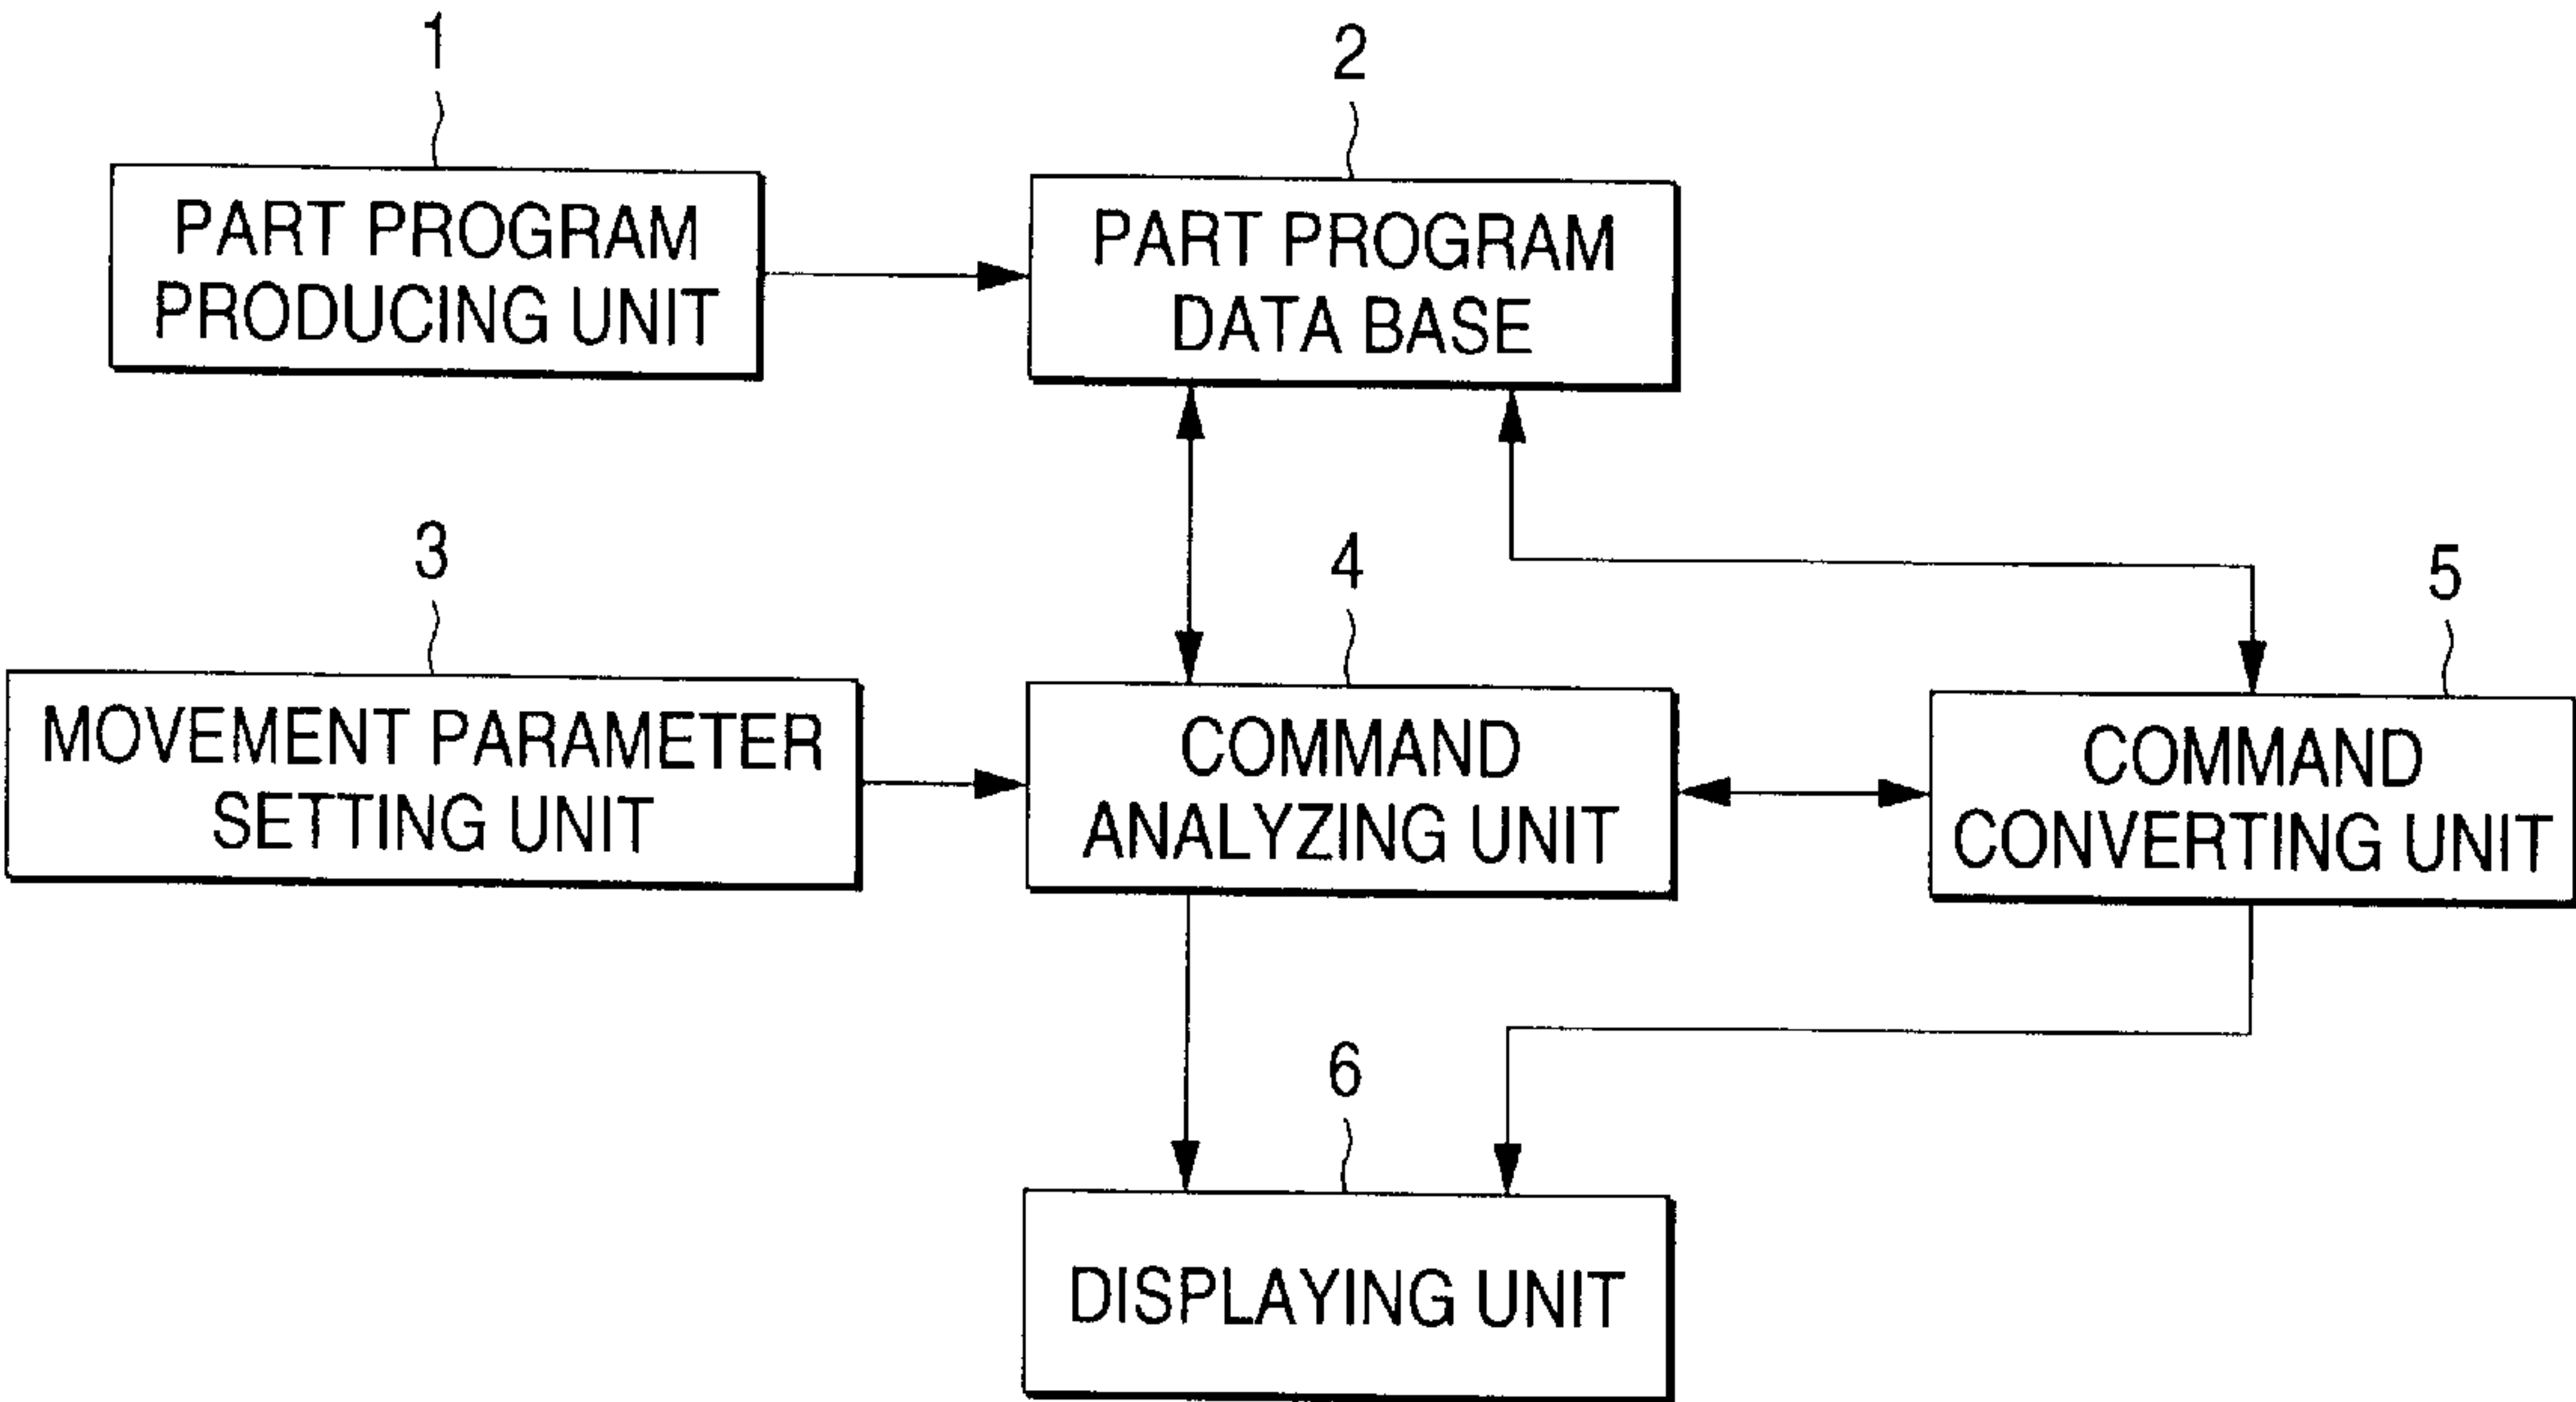 1
PART PROGRAM
PRODUCING UNIT
2
PART PROGRAM
DATA BASE
3
MOVEMENT PARAMETER
SETTING UNIT
4
COMMAND
ANALYZING UNIT
5
COMMAND
CONVERTING UNIT
6
DISPLAYING UNIT